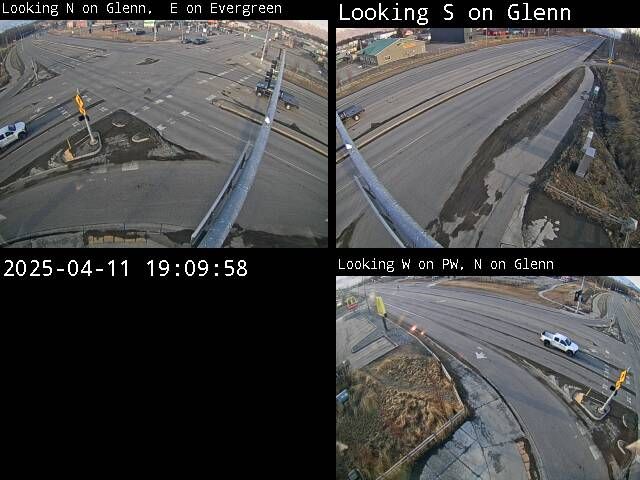 Looking N on Glenn,  E on Evergreen
Looking S on Glenn
2025-04-11 19:09:58
Looking W on PW, N on Glenn